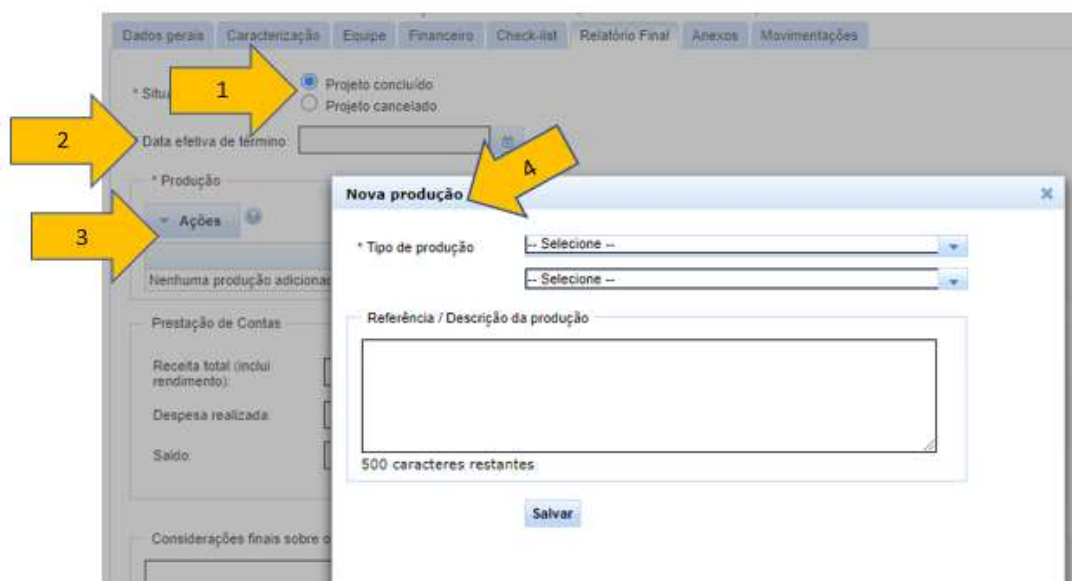 Dados gerais Caracterização Equipe Financeiro Check-list Relatório Final Anexos Movimentações
* Situ
1
Projeto concluído
Projeto cancelado
2
Data efetiva de término:
4
* Produção
Nova produção
Ações
3
* Tipo de produção
-- Selecione --
-- Selecione --
Nenhuma produção adicionad
Referência / Descrição da produção
Prestação de Contas
Receita total (inclui
rendimento):
Despesa realizada:
Saldo:
500 caracteres restantes
Salvar
Considerações finais sobre o